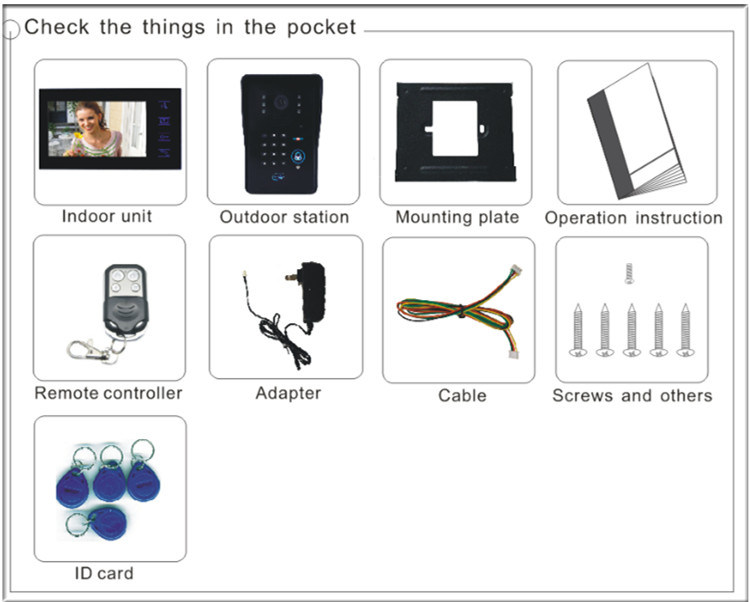 Check the things in the pocket
Indoor unit
Outdoor station
Mounting plate
Operation instruction
Remote controller
Adapter
Cable
Screws and others
ID card